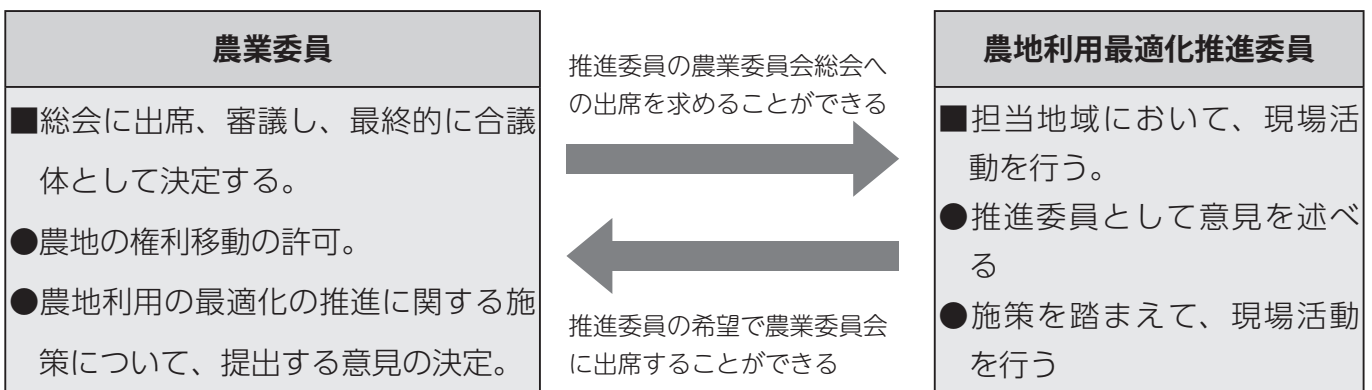 農業委員
■総会に出席、審議し、最終的に合議
体として決定する。
●農地の権利移動の許可。
●農地利用の最適化の推進に関する施
策について、提出する意見の決定。
推進委員の農業委員会総会へ
の出席を求めることができる
推進委員の希望で農業委員会
に出席することができる
農地利用最適化推進委員
■担当地域において、現場活
動を行う。
●推進委員として意見を述べ
る
●施策を踏まえて、現場活動
を行う